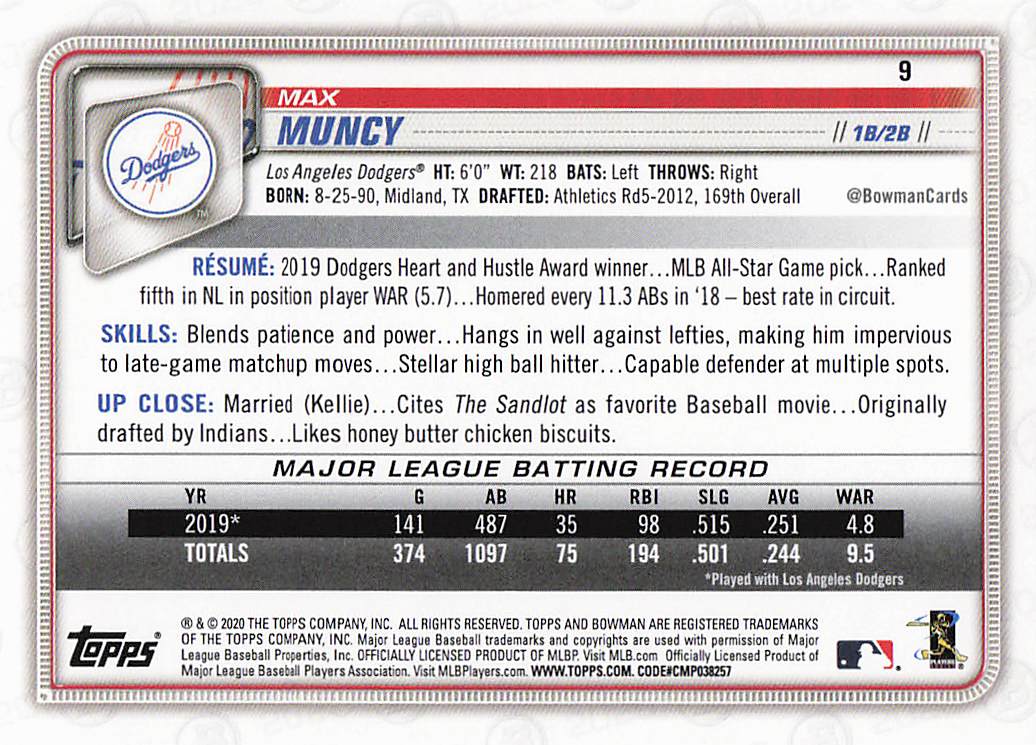 9
MAX
MUNCY // 1B/2B //
Dodgers
TM
Los Angeles Dodgers® HT: 6'0" WT: 218 BATS: Left THROWS: Right
BORN: 8-25-90, Midland, TX DRAFTED: Athletics Rd5-2012, 169th Overall @BowmanCards
RÉSUMÉ: 2019 Dodgers Heart and Hustle Award winner...MLB All-Star Game pick...Ranked
fifth in NL in position player WAR (5.7)...Homered every 11.3 ABs in '18 – best rate in circuit.
SKILLS: Blends patience and power...Hangs in well against lefties, making him impervious
to late-game matchup moves...Stellar high ball hitter...Capable defender at multiple spots.
UP CLOSE: Married (Kellie)...Cites The Sandlot as favorite Baseball movie...Originally
drafted by Indians...Likes honey butter chicken biscuits.
MAJOR LEAGUE BATTING RECORD
YR G AB HR RBI SLG AVG WAR
2019* 141 487 35 98 .515 .251 4.8
TOTALS 374 1097 75 194 .501 .244 9.5
*Played with Los Angeles Dodgers
Topps®
® & © 2020 THE TOPPS COMPANY, INC. ALL RIGHTS RESERVED. TOPPS AND BOWMAN ARE REGISTERED TRADEMARKS
OF THE TOPPS COMPANY, INC. Major League Baseball trademarks and copyrights are used with permission of Major
League Baseball Properties, Inc. OFFICIALLY LICENSED PRODUCT OF MLBP. Visit MLB.com Officially Licensed Product of
Major League Baseball Players Association. Visit MLBPlayers.com. WWW.TOPPS.COM. CODE#CMP038257
PLAYERS